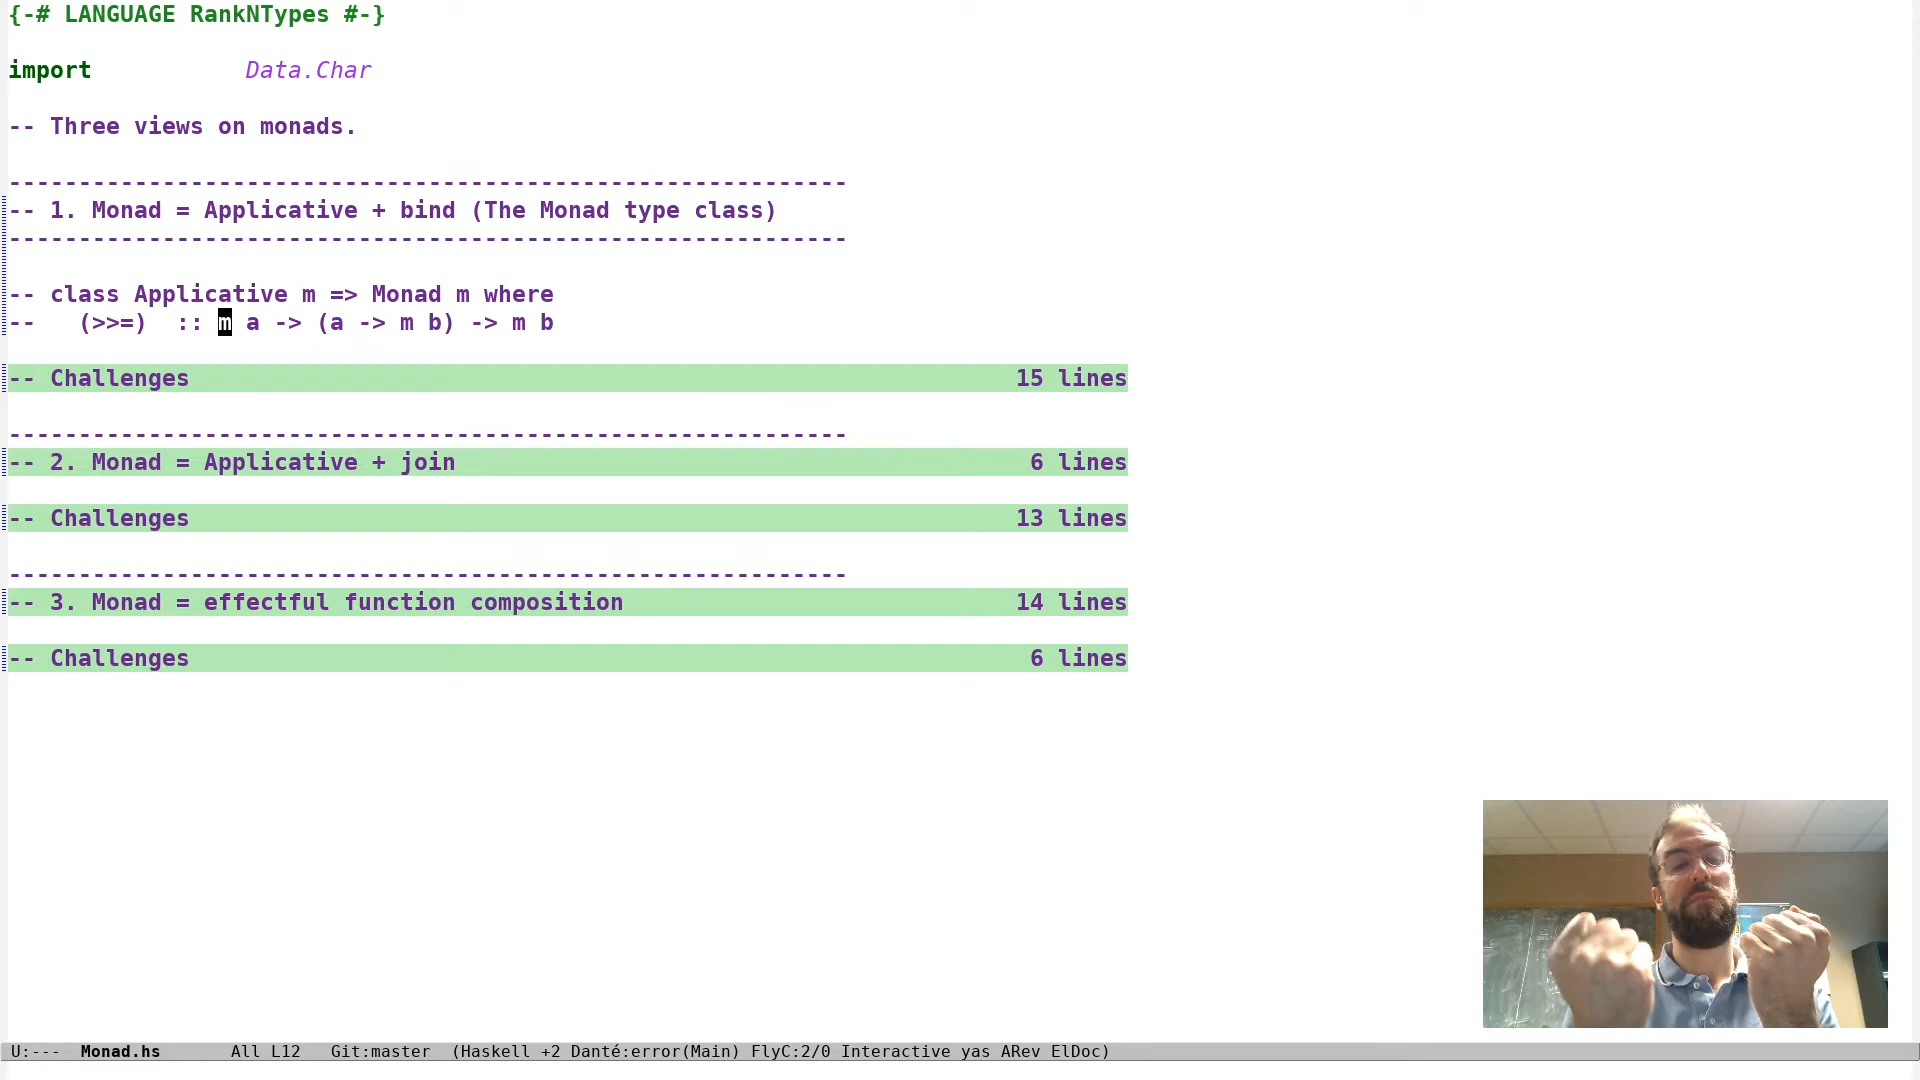 {-# LANGUAGE RankNTypes #-}
import           Data.Char
-- Three views on monads.
------------------------------------------------------------
-- 1. Monad = Applicative + bind (The Monad type class)
------------------------------------------------------------
-- class Applicative m => Monad m where
--   (>>=)  :: m a -> (a -> m b) -> m b
-- Challenges 15 lines
------------------------------------------------------------
-- 2. Monad = Applicative + join 6 lines
-- Challenges 13 lines
------------------------------------------------------------
-- 3. Monad = effectful function composition 14 lines
-- Challenges 6 lines
U:---  Monad.hs       All L12   Git:master  (Haskell +2 Danté:error(Main) FlyC:2/0 Interactive yas ARev ElDoc)